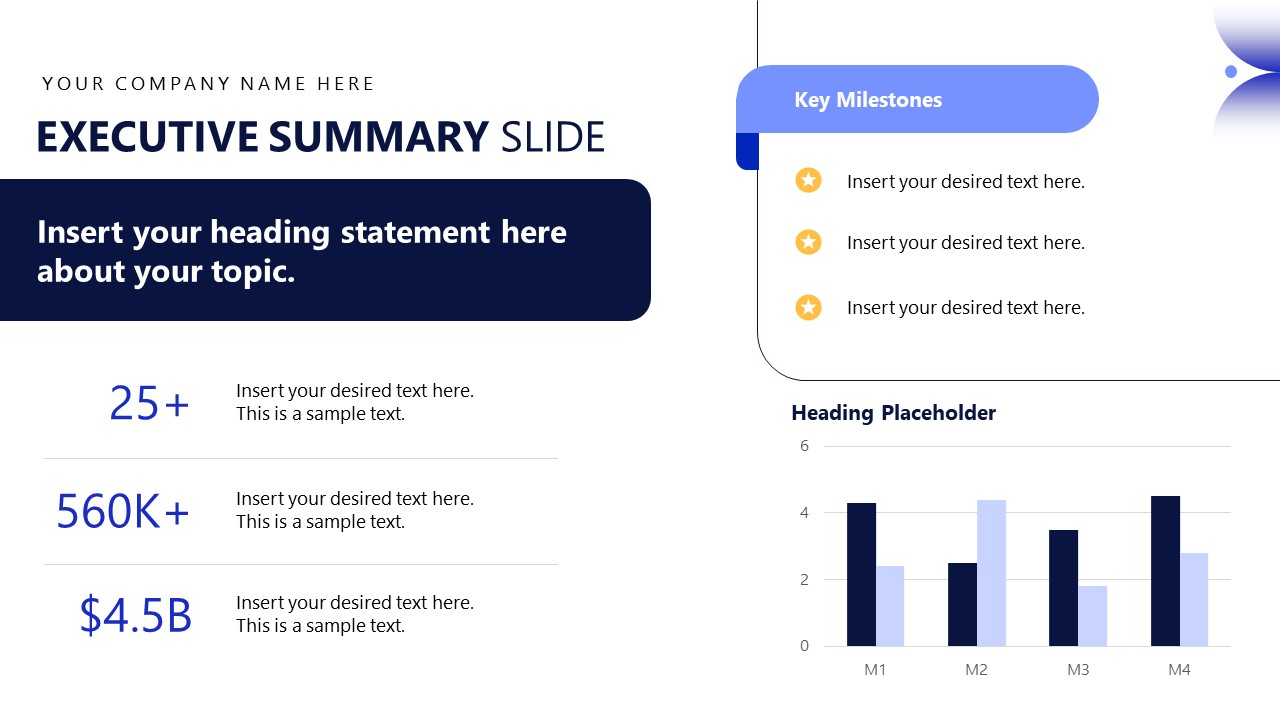 YOUR COMPANY NAME HERE
EXECUTIVE SUMMARY SLIDE
Insert your heading statement here
about your topic.
25+
Insert your desired text here.
This is a sample text.
560K+
Insert your desired text here.
This is a sample text.
$4.5B
Insert your desired text here.
This is a sample text.
Key Milestones
Insert your desired text here.
Insert your desired text here.
Insert your desired text here.
Heading Placeholder
6
4
2
0
M1 M2 M3 M4